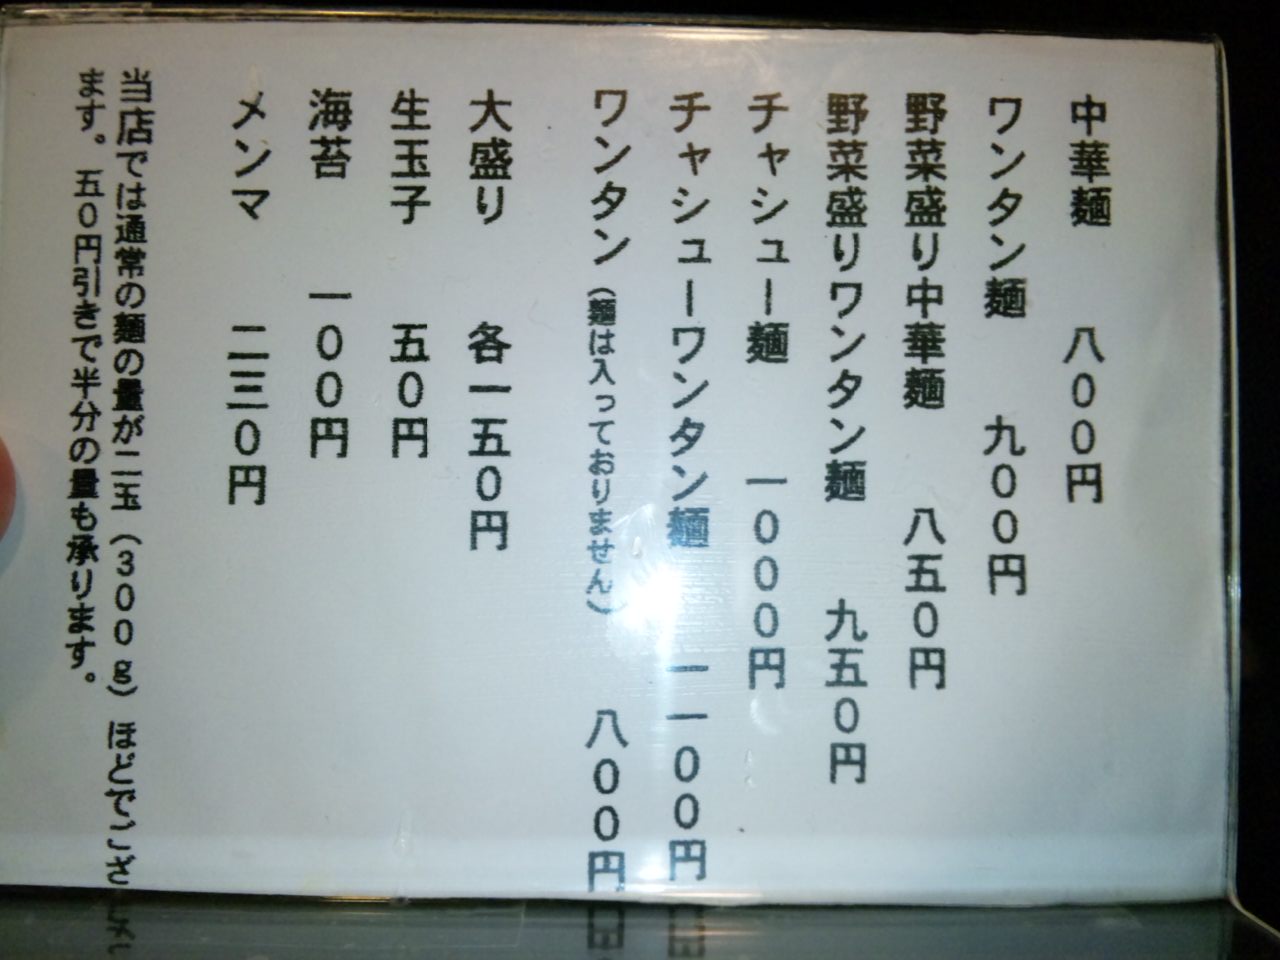 中華麺 八００円
ワンタン麺 九００円
野菜盛り中華麺 八五０円
野菜盛りワンタン麺 九五０円
チャシュー麺 一０００円
チャシューワンタン麺 一一００円
ワンタン（麺は入っておりません） 八００円
大盛り 各一五０円
生玉子 五０円
海苔 一００円
メンマ 二三０円
当店では通常の麺の量が二玉（３００ｇ）ほどでござい
ます。五０円引きで半分の量も承ります。